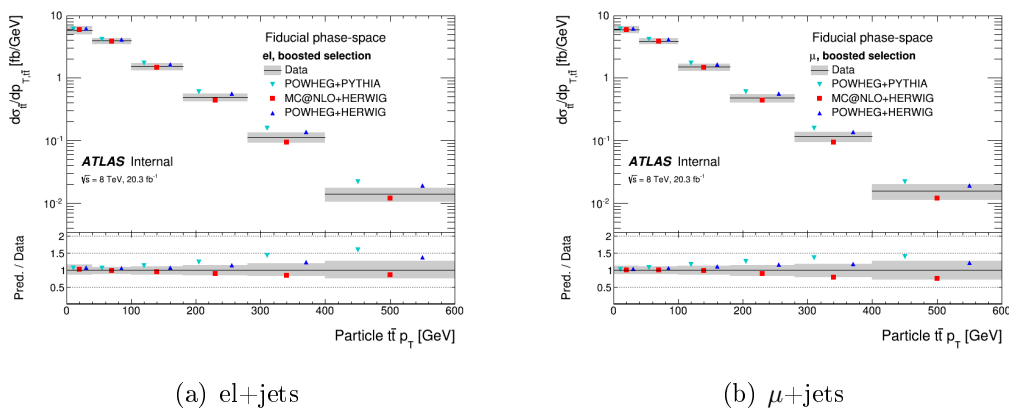 dσ_tt̄/dp_T,tt̄ [fb/GeV]
10
1
10⁻¹
10⁻²
Fiducial phase-space
el, boosted selection
Data
POWHEG+PYTHIA
MC@NLO+HERWIG
POWHEG+HERWIG
ATLAS Internal
√s = 8 TeV, 20.3 fb⁻¹
Pred. / Data
2
1.5
1
0.5
0 100 200 300 400 500 600
Particle tt̄ p_T [GeV]
(a) el+jets
dσ_tt̄/dp_T,tt̄ [fb/GeV]
10
1
10⁻¹
10⁻²
Fiducial phase-space
μ, boosted selection
Data
POWHEG+PYTHIA
MC@NLO+HERWIG
POWHEG+HERWIG
ATLAS Internal
√s = 8 TeV, 20.3 fb⁻¹
Pred. / Data
2
1.5
1
0.5
0 100 200 300 400 500 600
Particle tt̄ p_T [GeV]
(b) μ+jets